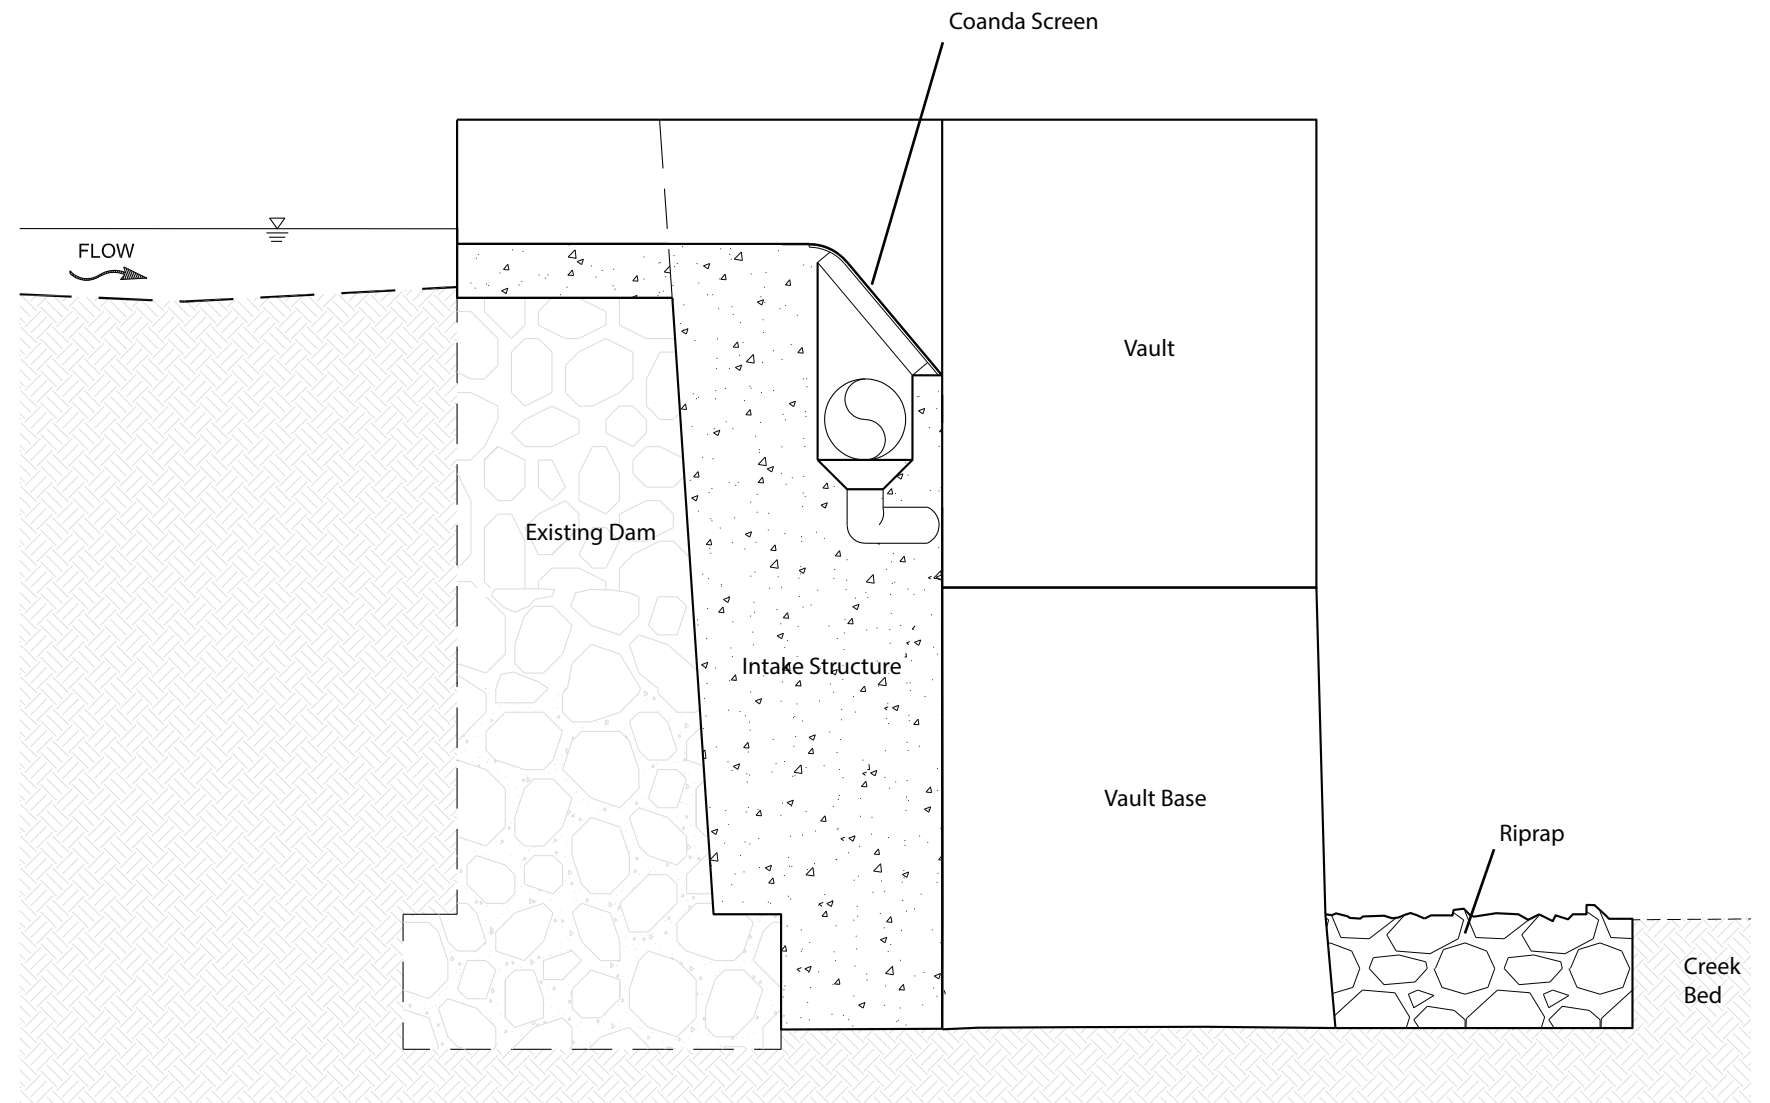 Coanda Screen
FLOW
Vault
Existing Dam
Intake Structure
Vault Base
Riprap
Creek
Bed